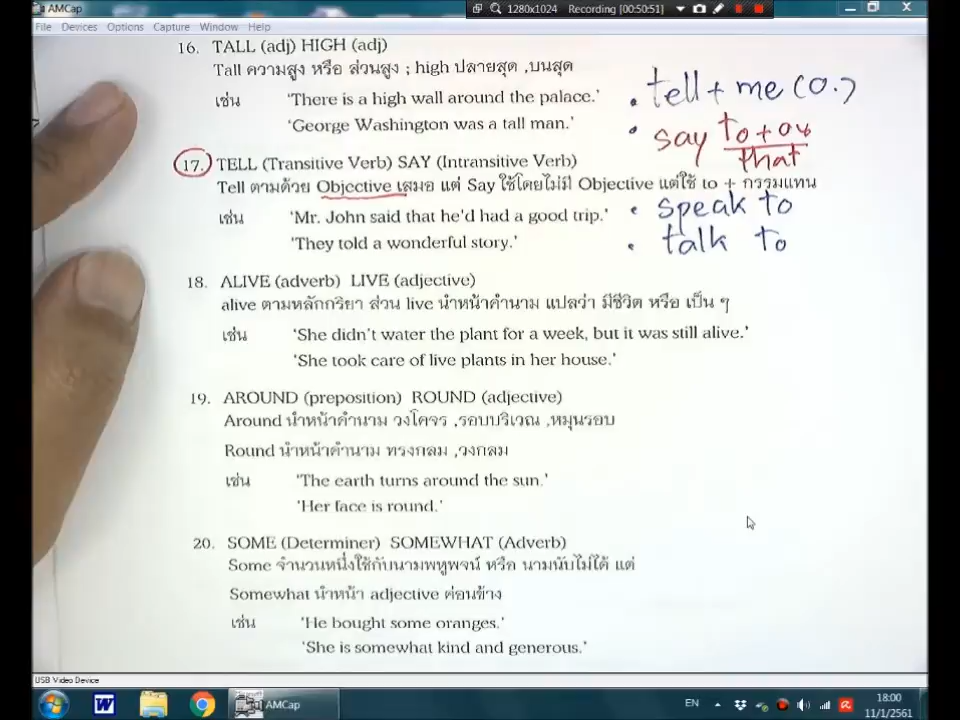 AMCap
1280x1024 Recording [00:50:51]
File Devices Options Capture Window Help
16. TALL (adj) HIGH (adj)
Tall ความสูง หรือ ส่วนสูง ; high ปลายสุด ,บนสุด
เช่น 'There is a high wall around the palace.'
'George Washington was a tall man.'
• tell + me (O.)
• say to + O
that
17. TELL (Transitive Verb) SAY (Intransitive Verb)
Tell ตามด้วย Objective เสมอ แต่ Say ใช้โดยไม่มี Objective แต่ใช้ to + กรรมแทน
เช่น 'Mr. John said that he'd had a good trip.'
'They told a wonderful story.'
• speak to
• talk to
18. ALIVE (adverb) LIVE (adjective)
alive ตามหลักกริยา ส่วน live นำหน้าคำนาม แปลว่า มีชีวิต หรือ เป็น ๆ
เช่น 'She didn't water the plant for a week, but it was still alive.'
'She took care of live plants in her house.'
19. AROUND (preposition) ROUND (adjective)
Around นำหน้าคำนาม วงโคจร ,รอบบริเวณ ,หมุนรอบ
Round นำหน้าคำนาม ทรงกลม ,วงกลม
เช่น 'The earth turns around the sun.'
'Her face is round.'
20. SOME (Determiner) SOMEWHAT (Adverb)
Some จำนวนหนึ่งใช้กับนามพหูพจน์ หรือ นามนับไม่ได้ แต่
Somewhat นำหน้า adjective ค่อนข้าง
เช่น 'He bought some oranges.'
'She is somewhat kind and generous.'
USB Video Device
AMCap
EN
18:00
11/1/2561